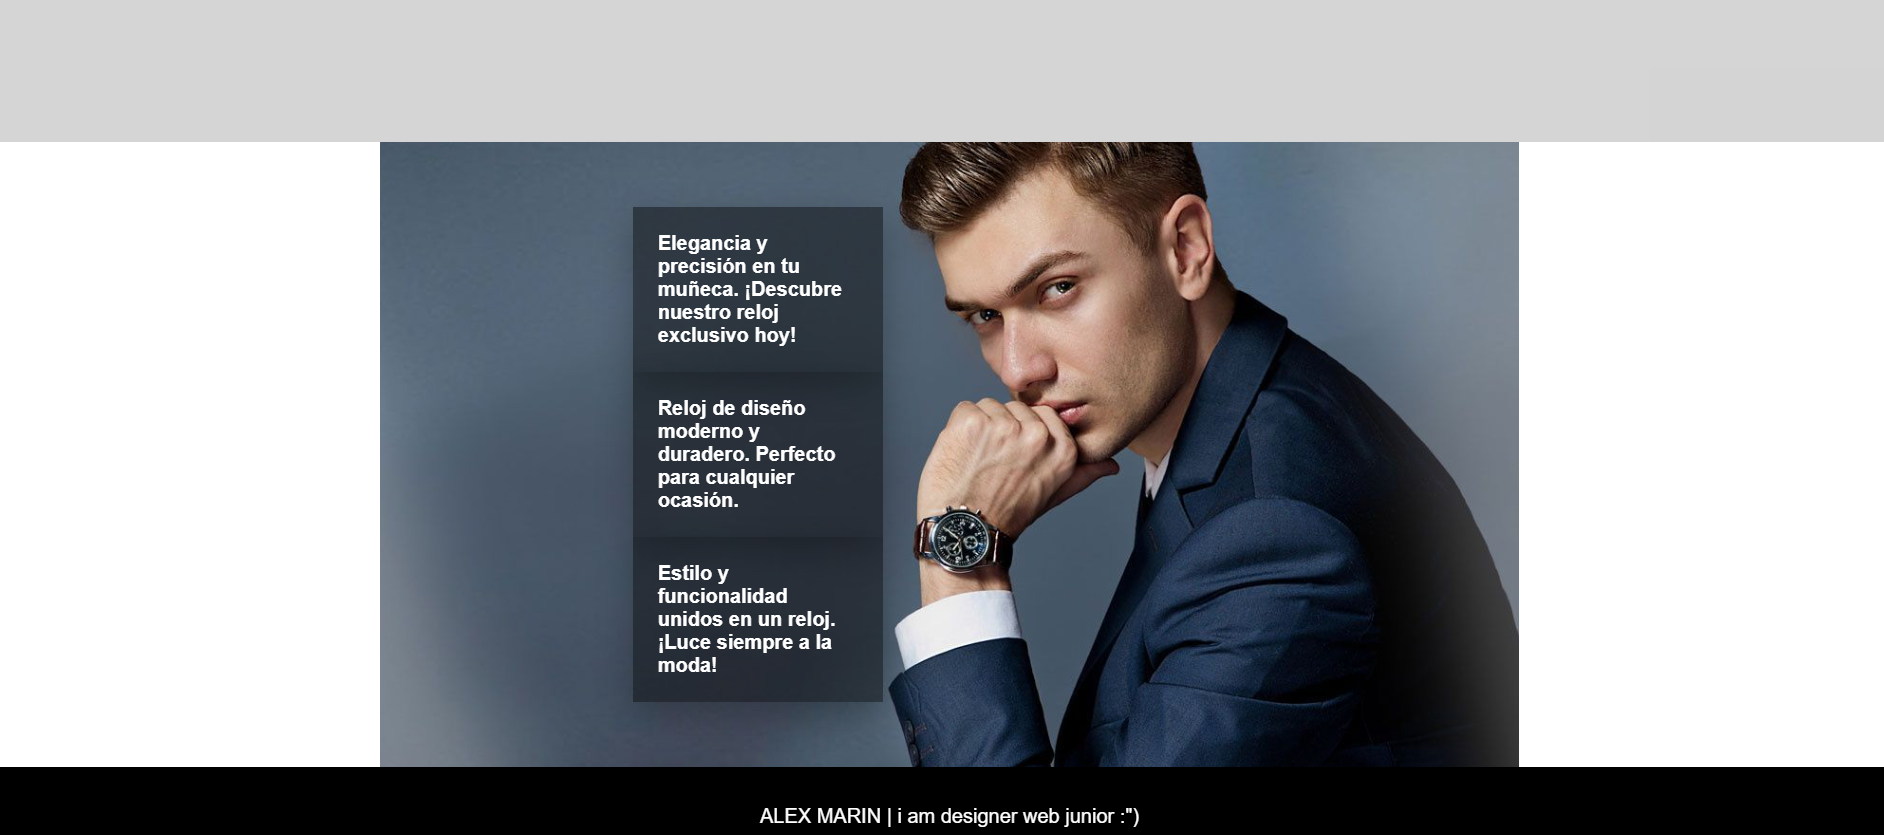 Elegancia y
precisión en tu
muñeca. ¡Descubre
nuestro reloj
exclusivo hoy!
Reloj de diseño
moderno y
duradero. Perfecto
para cualquier
ocasión.
Estilo y
funcionalidad
unidos en un reloj.
¡Luce siempre a la
moda!
ALEX MARIN | i am designer web junior :")